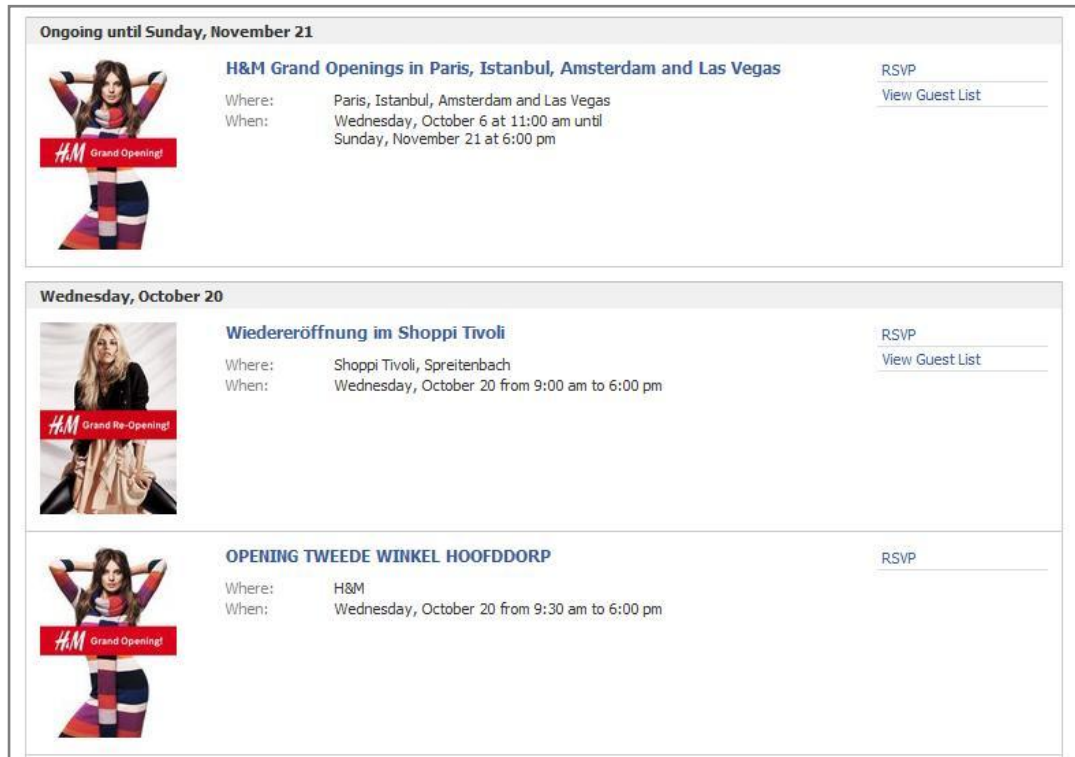 Ongoing until Sunday, November 21
H&M Grand Openings in Paris, Istanbul, Amsterdam and Las Vegas
Where: Paris, Istanbul, Amsterdam and Las Vegas
When: Wednesday, October 6 at 11:00 am until
Sunday, November 21 at 6:00 pm
RSVP
View Guest List
H&M Grand Opening!
Wednesday, October 20
Wiedereröffnung im Shoppi Tivoli
Where: Shoppi Tivoli, Spreitenbach
When: Wednesday, October 20 from 9:00 am to 6:00 pm
RSVP
View Guest List
H&M Grand Re-Opening!
OPENING TWEEDE WINKEL HOOFDDORP
Where: H&M
When: Wednesday, October 20 from 9:30 am to 6:00 pm
RSVP
H&M Grand Opening!